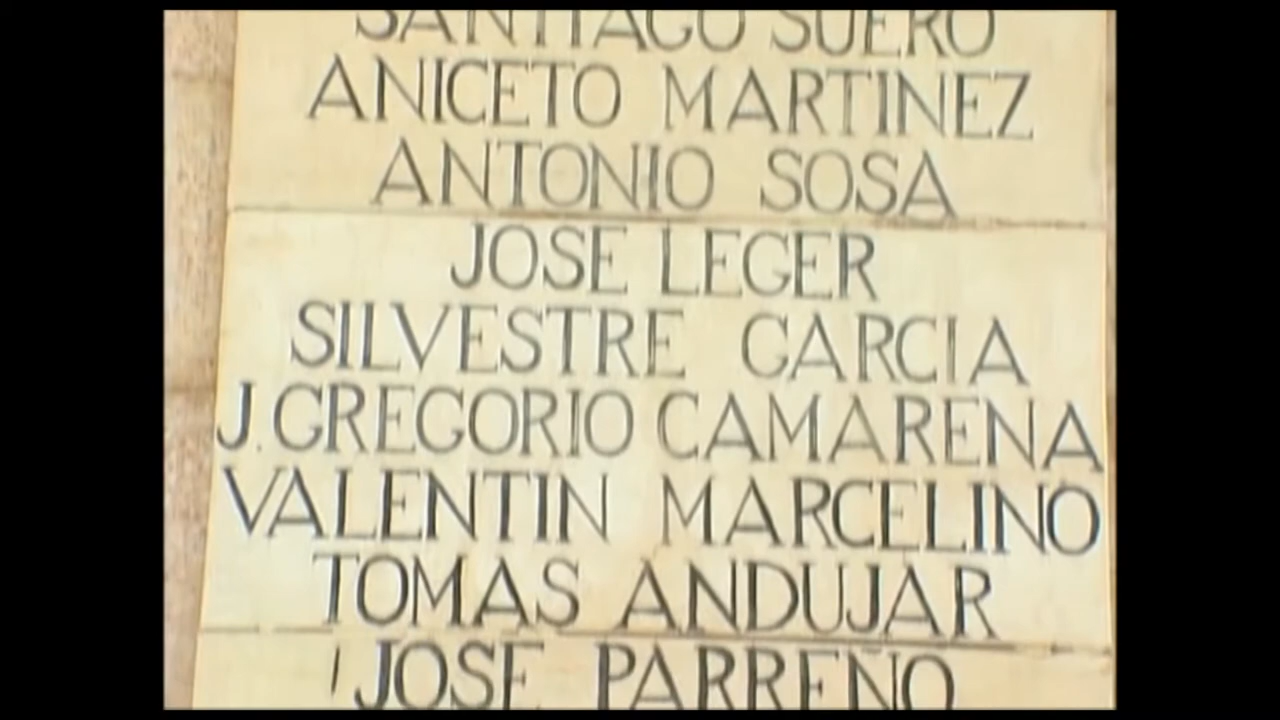 SANTIAGO SUERO
ANICETO MARTINEZ
ANTONIO SOSA
JOSE LEGER
SILVESTRE GARCIA
J. GREGORIO CAMARENA
VALENTIN MARCELINO
TOMAS ANDUJAR
JOSE PARREÑO